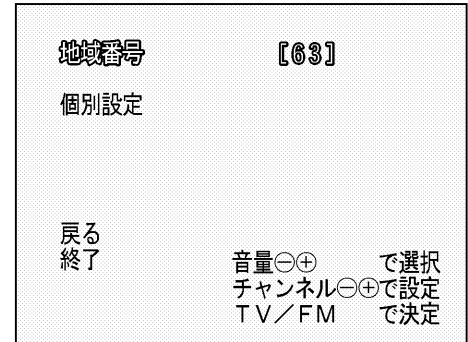 地域番号 [63]
個別設定
戻る
終了
音量⊖⊕ で選択
チャンネル⊖⊕で設定
TV/FM で決定